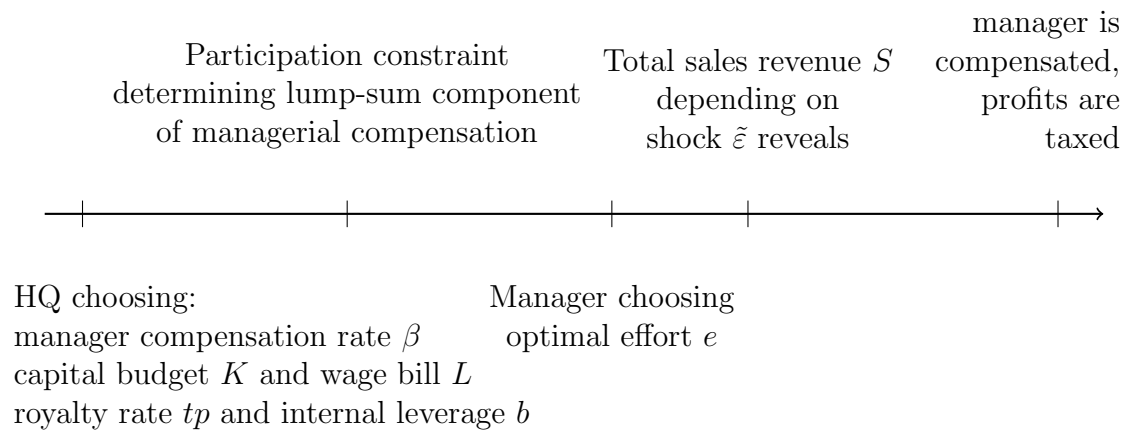 Participation constraint
determining lump-sum component
of managerial compensation
Total sales revenue S
depending on
shock ε̃ reveals
manager is
compensated,
profits are
taxed
HQ choosing:
manager compensation rate β
capital budget K and wage bill L
royalty rate tp and internal leverage b
Manager choosing
optimal effort e